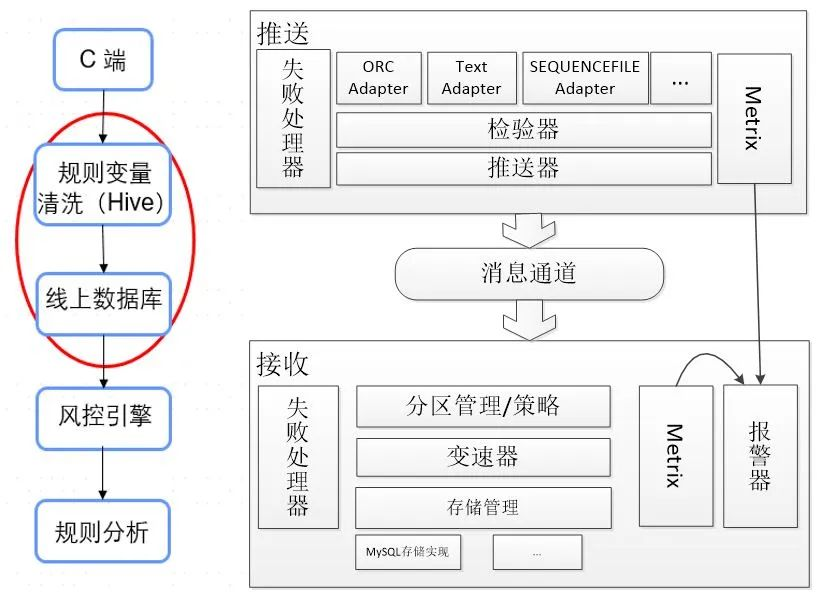 C 端
规则变量
清洗（Hive）
线上数据库
风控引擎
规则分析
推送
失败处理器
ORC
Adapter
Text
Adapter
SEQUENCEFILE
Adapter
...
检验器
推送器
Metrix
消息通道
接收
失败处理器
分区管理/策略
变速器
存储管理
MySQL存储实现
...
Metrix
报警器